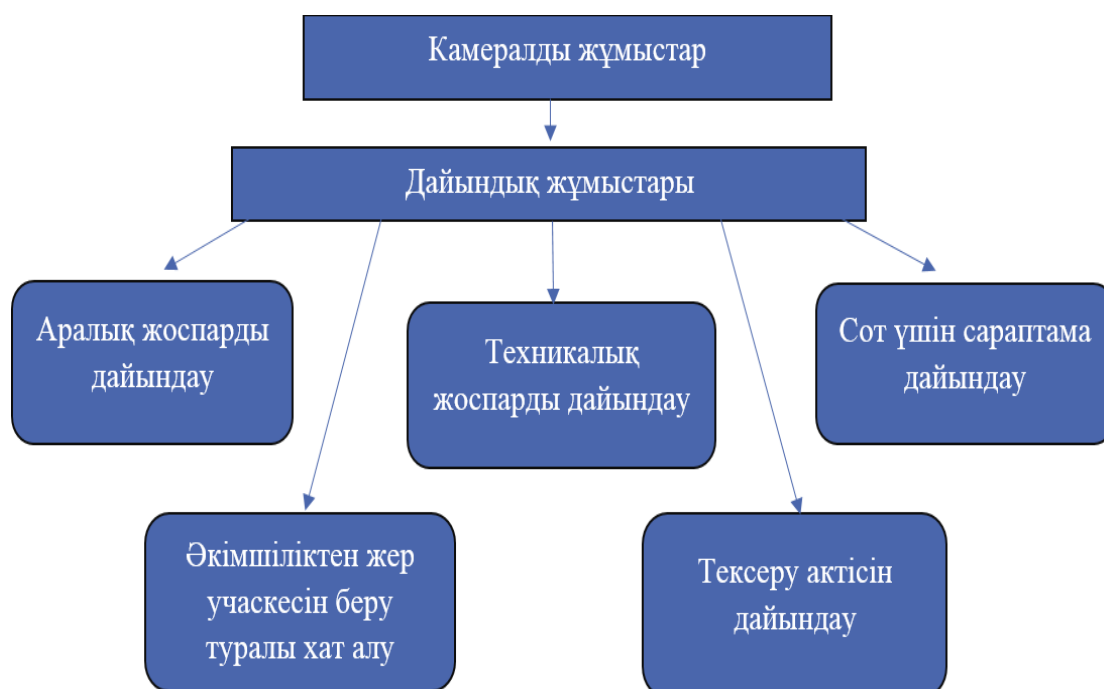 Камералды жұмыстар
Дайындық жұмыстары
Аралық жоспарды
дайындау
Техникалық
жоспарды дайындау
Сот үшін сараптама
дайындау
Әкімшіліктен жер
учаскесін беру
туралы хат алу
Тексеру актісін
дайындау